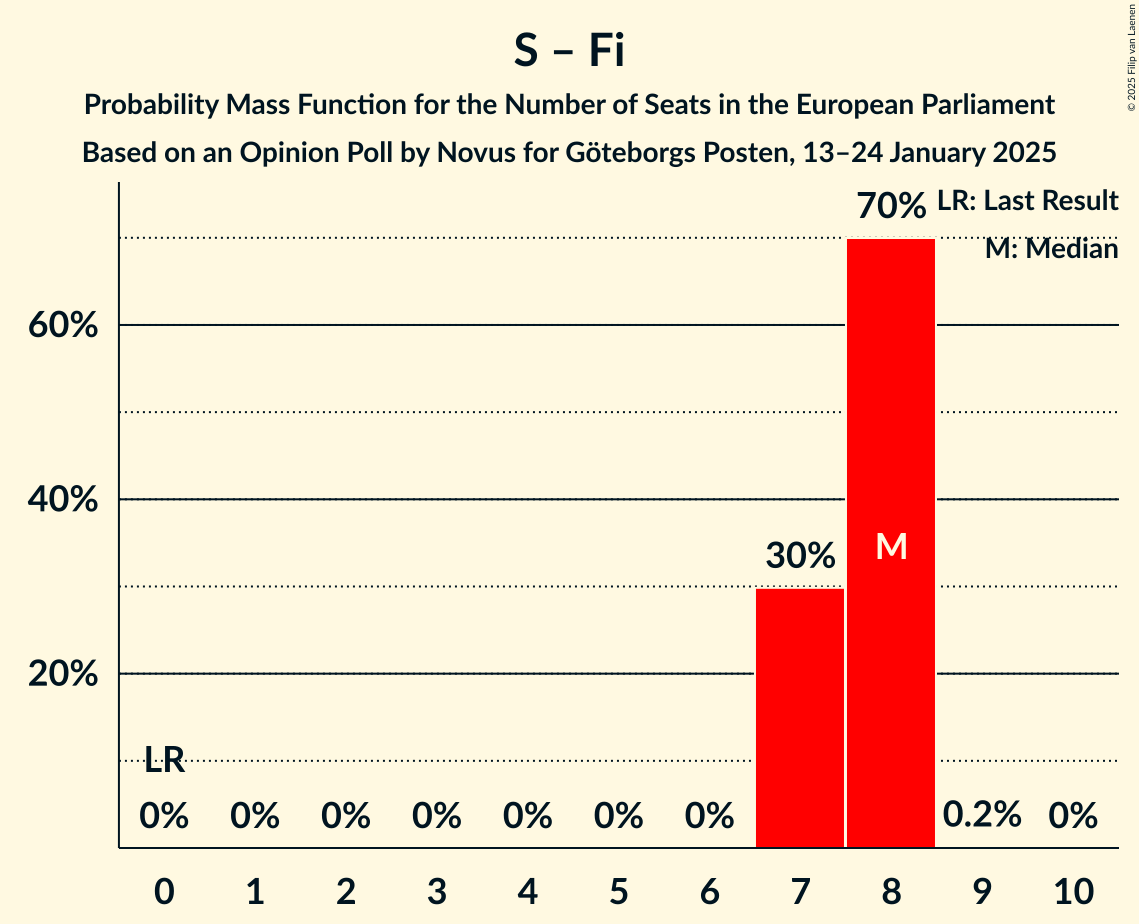 S – Fi
Probability Mass Function for the Number of Seats in the European Parliament
Based on an Opinion Poll by Novus for Göteborgs Posten, 13–24 January 2025
© 2025 Filip van Laenen
LR: Last Result
M: Median
60%
40%
20%
LR
0% 0% 0% 0% 0% 0% 0% 30% 70% 0.2% 0%
M
0 1 2 3 4 5 6 7 8 9 10